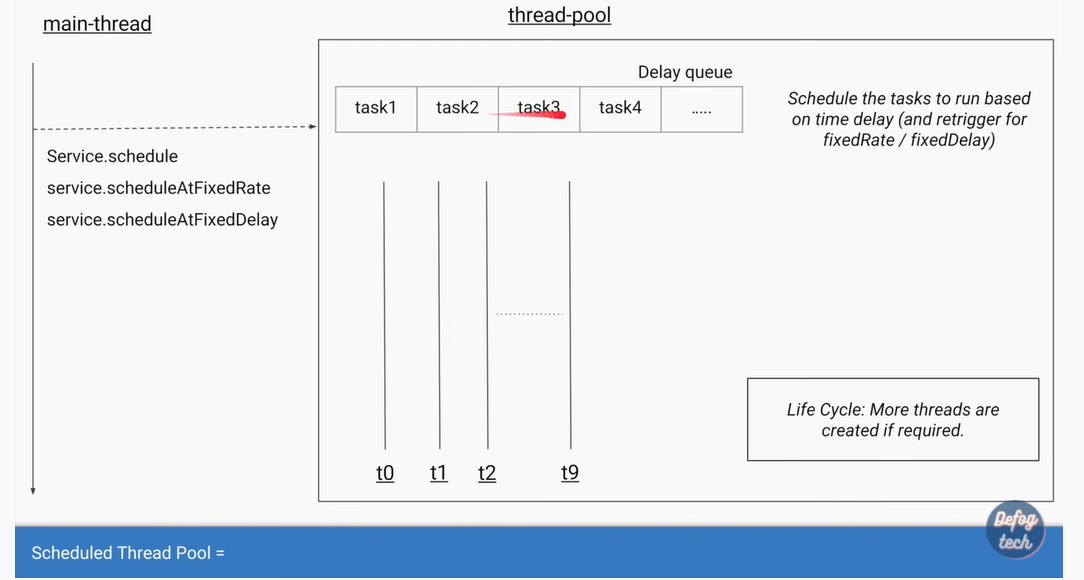 main-thread
thread-pool
Delay queue
task1 task2 task3 task4 .....
Schedule the tasks to run based
on time delay (and retrigger for
fixedRate / fixedDelay)
Service.schedule
service.scheduleAtFixedRate
service.scheduleAtFixedDelay
Life Cycle: More threads are
created if required.
t0 t1 t2 t9
Defog
tech
Scheduled Thread Pool =